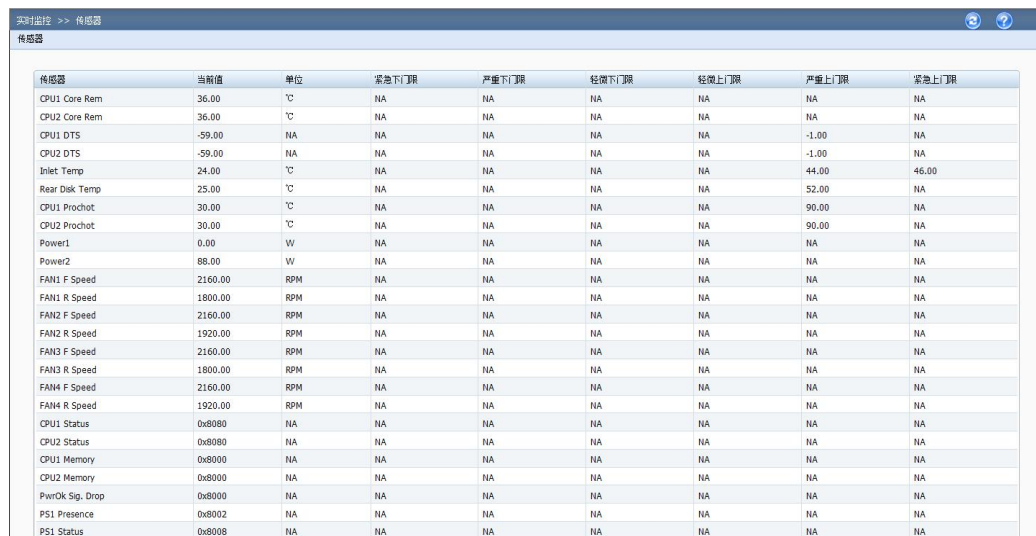 实时监控 >> 传感器
传感器
传感器 当前值 单位 紧急下门限 严重下门限 轻微下门限 轻微上门限 严重上门限 紧急上门限
CPU1 Core Rem 36.00 ℃ NA NA NA NA NA NA
CPU2 Core Rem 36.00 ℃ NA NA NA NA NA NA
CPU1 DTS -59.00 NA NA NA NA NA -1.00 NA
CPU2 DTS -59.00 NA NA NA NA NA -1.00 NA
Inlet Temp 24.00 ℃ NA NA NA NA 44.00 46.00
Rear Disk Temp 25.00 ℃ NA NA NA NA 52.00 NA
CPU1 Prochot 30.00 ℃ NA NA NA NA 90.00 NA
CPU2 Prochot 30.00 ℃ NA NA NA NA 90.00 NA
Power1 0.00 W NA NA NA NA NA NA
Power2 88.00 W NA NA NA NA NA NA
FAN1 F Speed 2160.00 RPM NA NA NA NA NA NA
FAN1 R Speed 1800.00 RPM NA NA NA NA NA NA
FAN2 F Speed 2160.00 RPM NA NA NA NA NA NA
FAN2 R Speed 1920.00 RPM NA NA NA NA NA NA
FAN3 F Speed 2160.00 RPM NA NA NA NA NA NA
FAN3 R Speed 1800.00 RPM NA NA NA NA NA NA
FAN4 F Speed 2160.00 RPM NA NA NA NA NA NA
FAN4 R Speed 1920.00 RPM NA NA NA NA NA NA
CPU1 Status 0x8080 NA NA NA NA NA NA NA
CPU2 Status 0x8080 NA NA NA NA NA NA NA
CPU1 Memory 0x8000 NA NA NA NA NA NA NA
CPU2 Memory 0x8000 NA NA NA NA NA NA NA
PwrOk Sig. Drop 0x8000 NA NA NA NA NA NA NA
PS1 Presence 0x8002 NA NA NA NA NA NA NA
PS1 Status 0x8008 NA NA NA NA NA NA NA